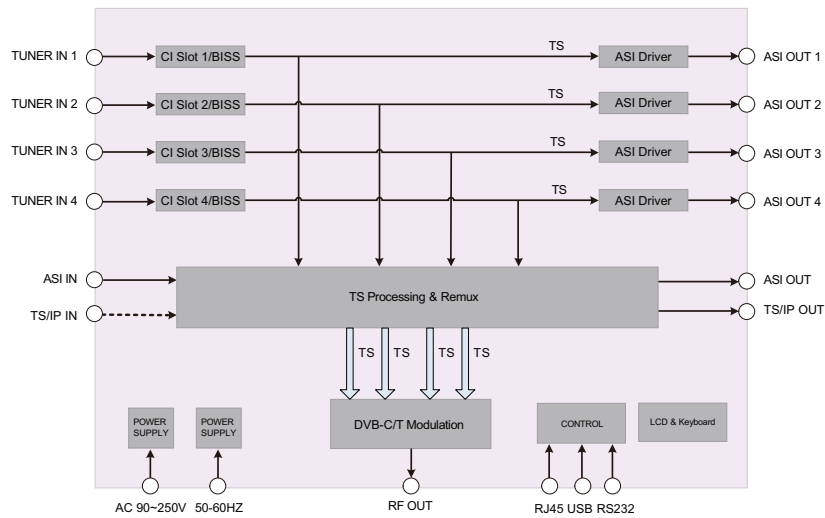 TUNER IN 1
CI Slot 1/BISS
TS
ASI Driver
ASI OUT 1
TUNER IN 2
CI Slot 2/BISS
TS
ASI Driver
ASI OUT 2
TUNER IN 3
CI Slot 3/BISS
TS
ASI Driver
ASI OUT 3
TUNER IN 4
CI Slot 4/BISS
TS
ASI Driver
ASI OUT 4
ASI IN
TS/IP IN
TS Processing & Remux
ASI OUT
TS/IP OUT
TS
TS
TS
TS
POWER
SUPPLY
POWER
SUPPLY
DVB-C/T Modulation
CONTROL
LCD & Keyboard
AC 90~250V
50-60HZ
RF OUT
RJ45 USB RS232